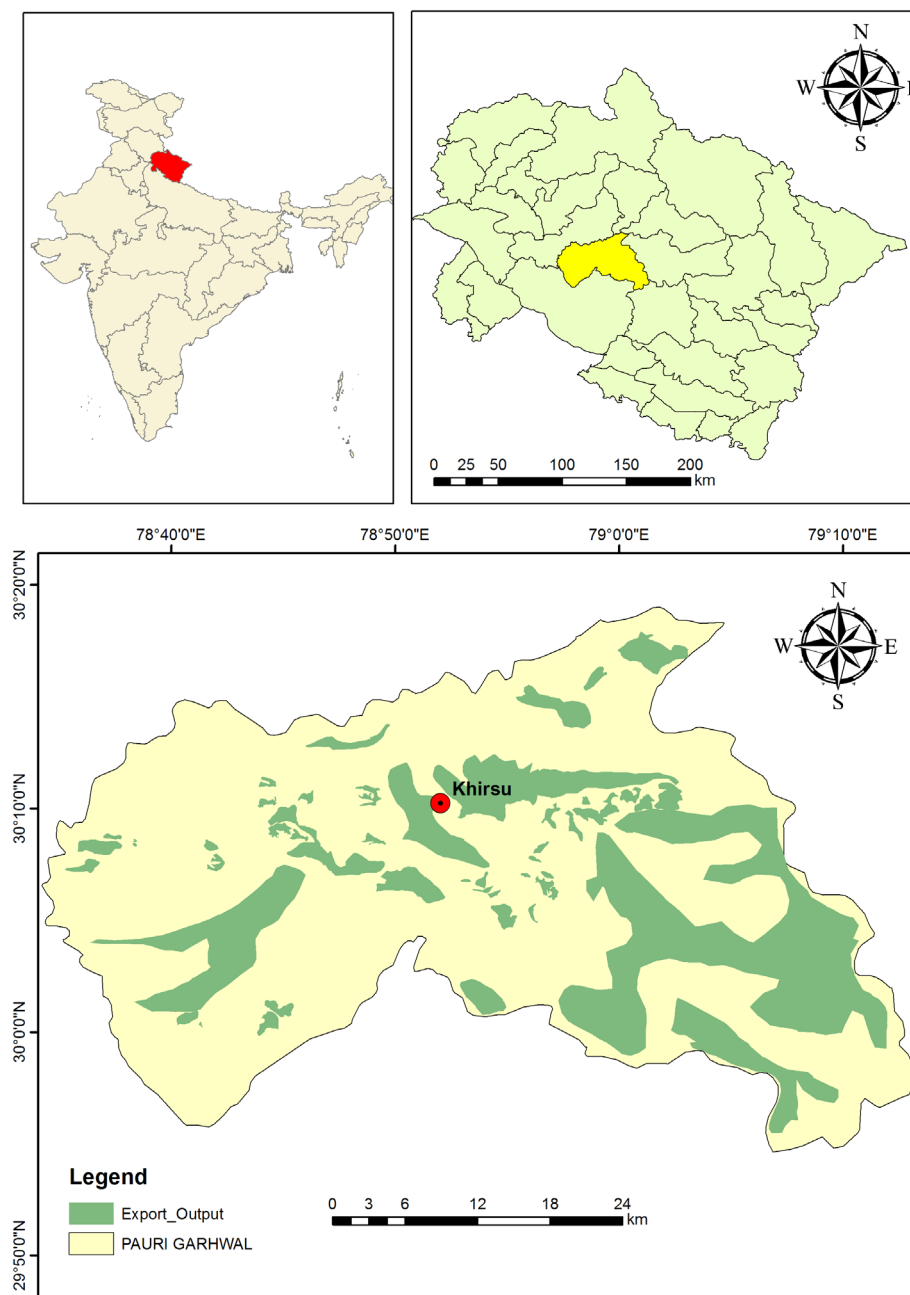 N
W
S
0 25 50 100 150 200
km
78°40'0"E 78°50'0"E 79°0'0"E 79°10'0"E
30°20'0"N
N
W E
S
Khirsu
30°10'0"N
30°0'0"N
Legend
Export_Output
PAURI GARHWAL
0 3 6 12 18 24
km
29°50'0"N